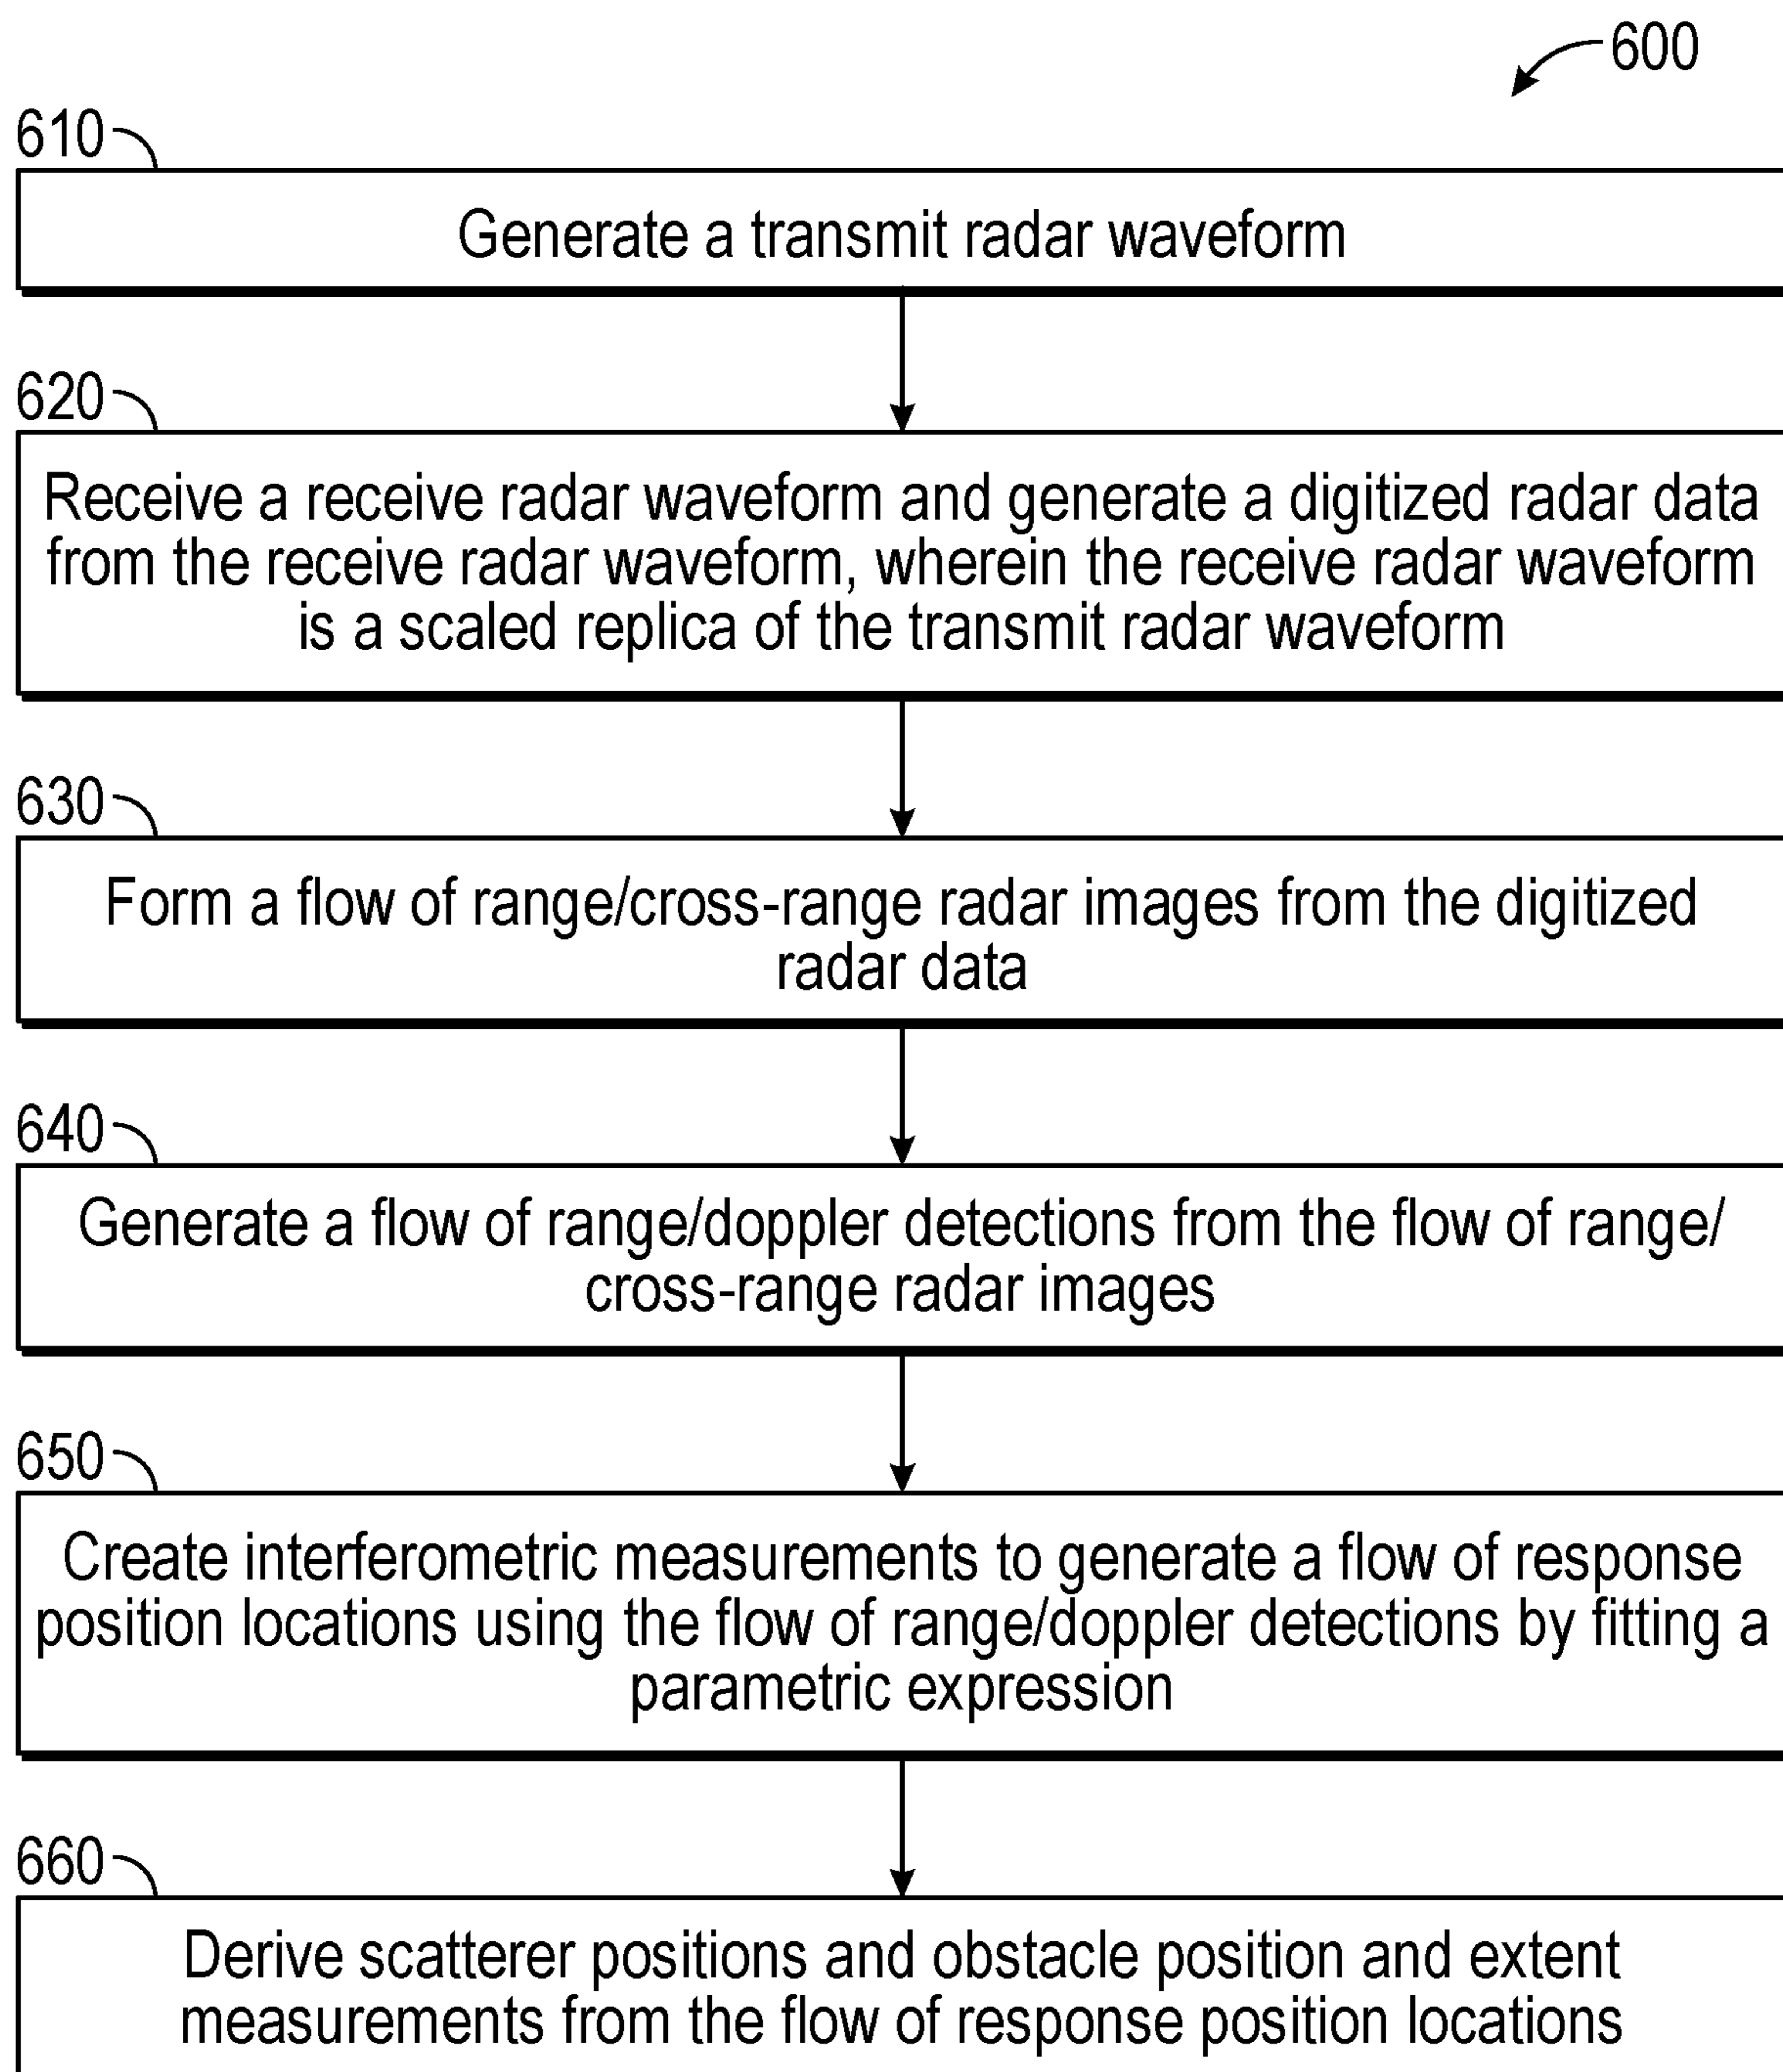 600
610
Generate a transmit radar waveform
620
Receive a receive radar waveform and generate a digitized radar data
from the receive radar waveform, wherein the receive radar waveform
is a scaled replica of the transmit radar waveform
630
Form a flow of range/cross-range radar images from the digitized
radar data
640
Generate a flow of range/doppler detections from the flow of range/
cross-range radar images
650
Create interferometric measurements to generate a flow of response
position locations using the flow of range/doppler detections by fitting a
parametric expression
660
Derive scatterer positions and obstacle position and extent
measurements from the flow of response position locations